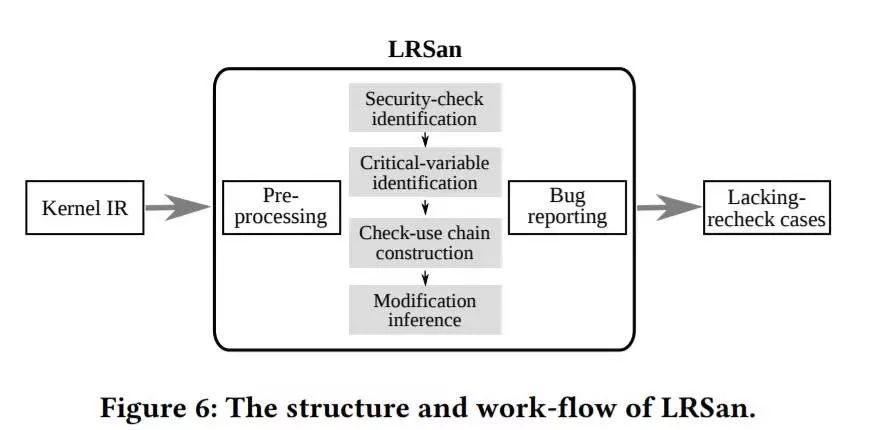 LRSan
Security-check
identification
Critical-variable
identification
Kernel IR
Pre-
processing
Bug
reporting
Lacking-
recheck cases
Check-use chain
construction
Modification
inference
Figure 6: The structure and work-flow of LRSan.